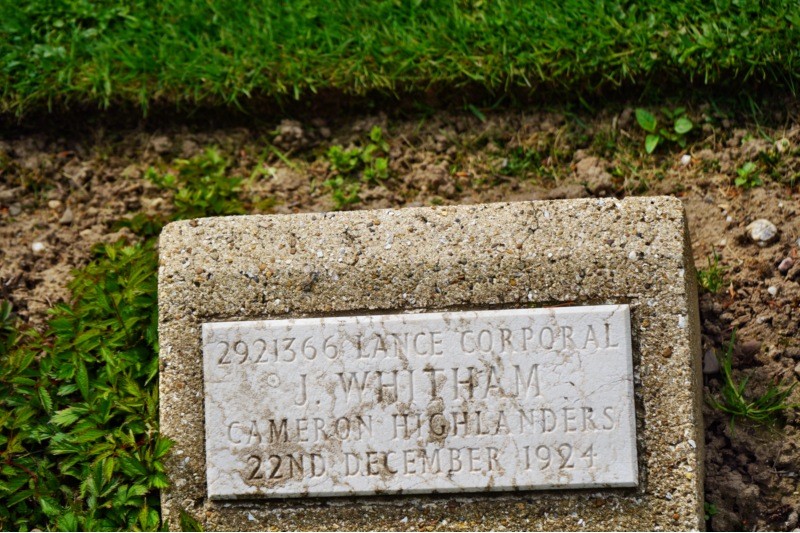 2921366 LANCE CORPORAL
J. WHITHAM
CAMERON HIGHLANDERS
22ND DECEMBER 1924